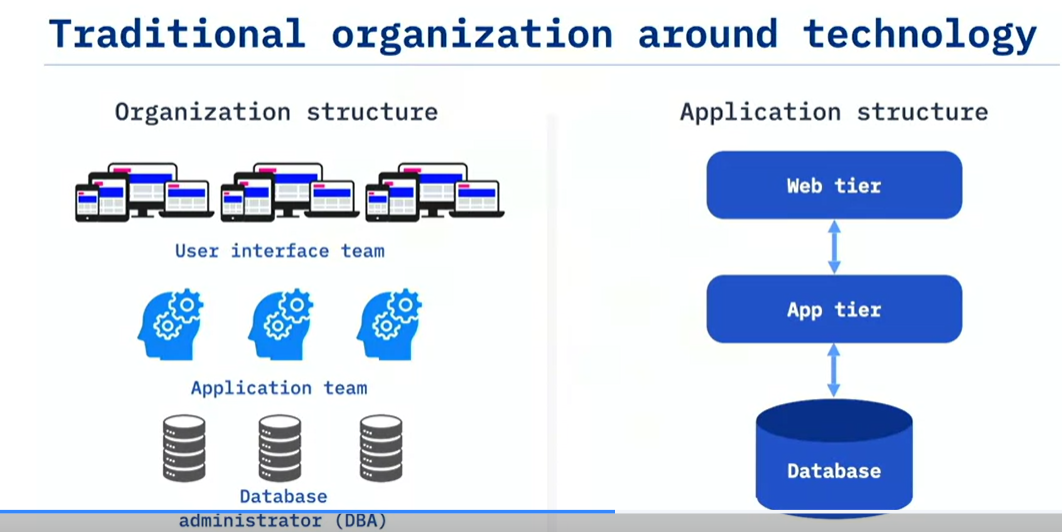 Traditional organization around technology
Organization structure
User interface team
Application team
Database
administrator (DBA)
Application structure
Web tier
App tier
Database